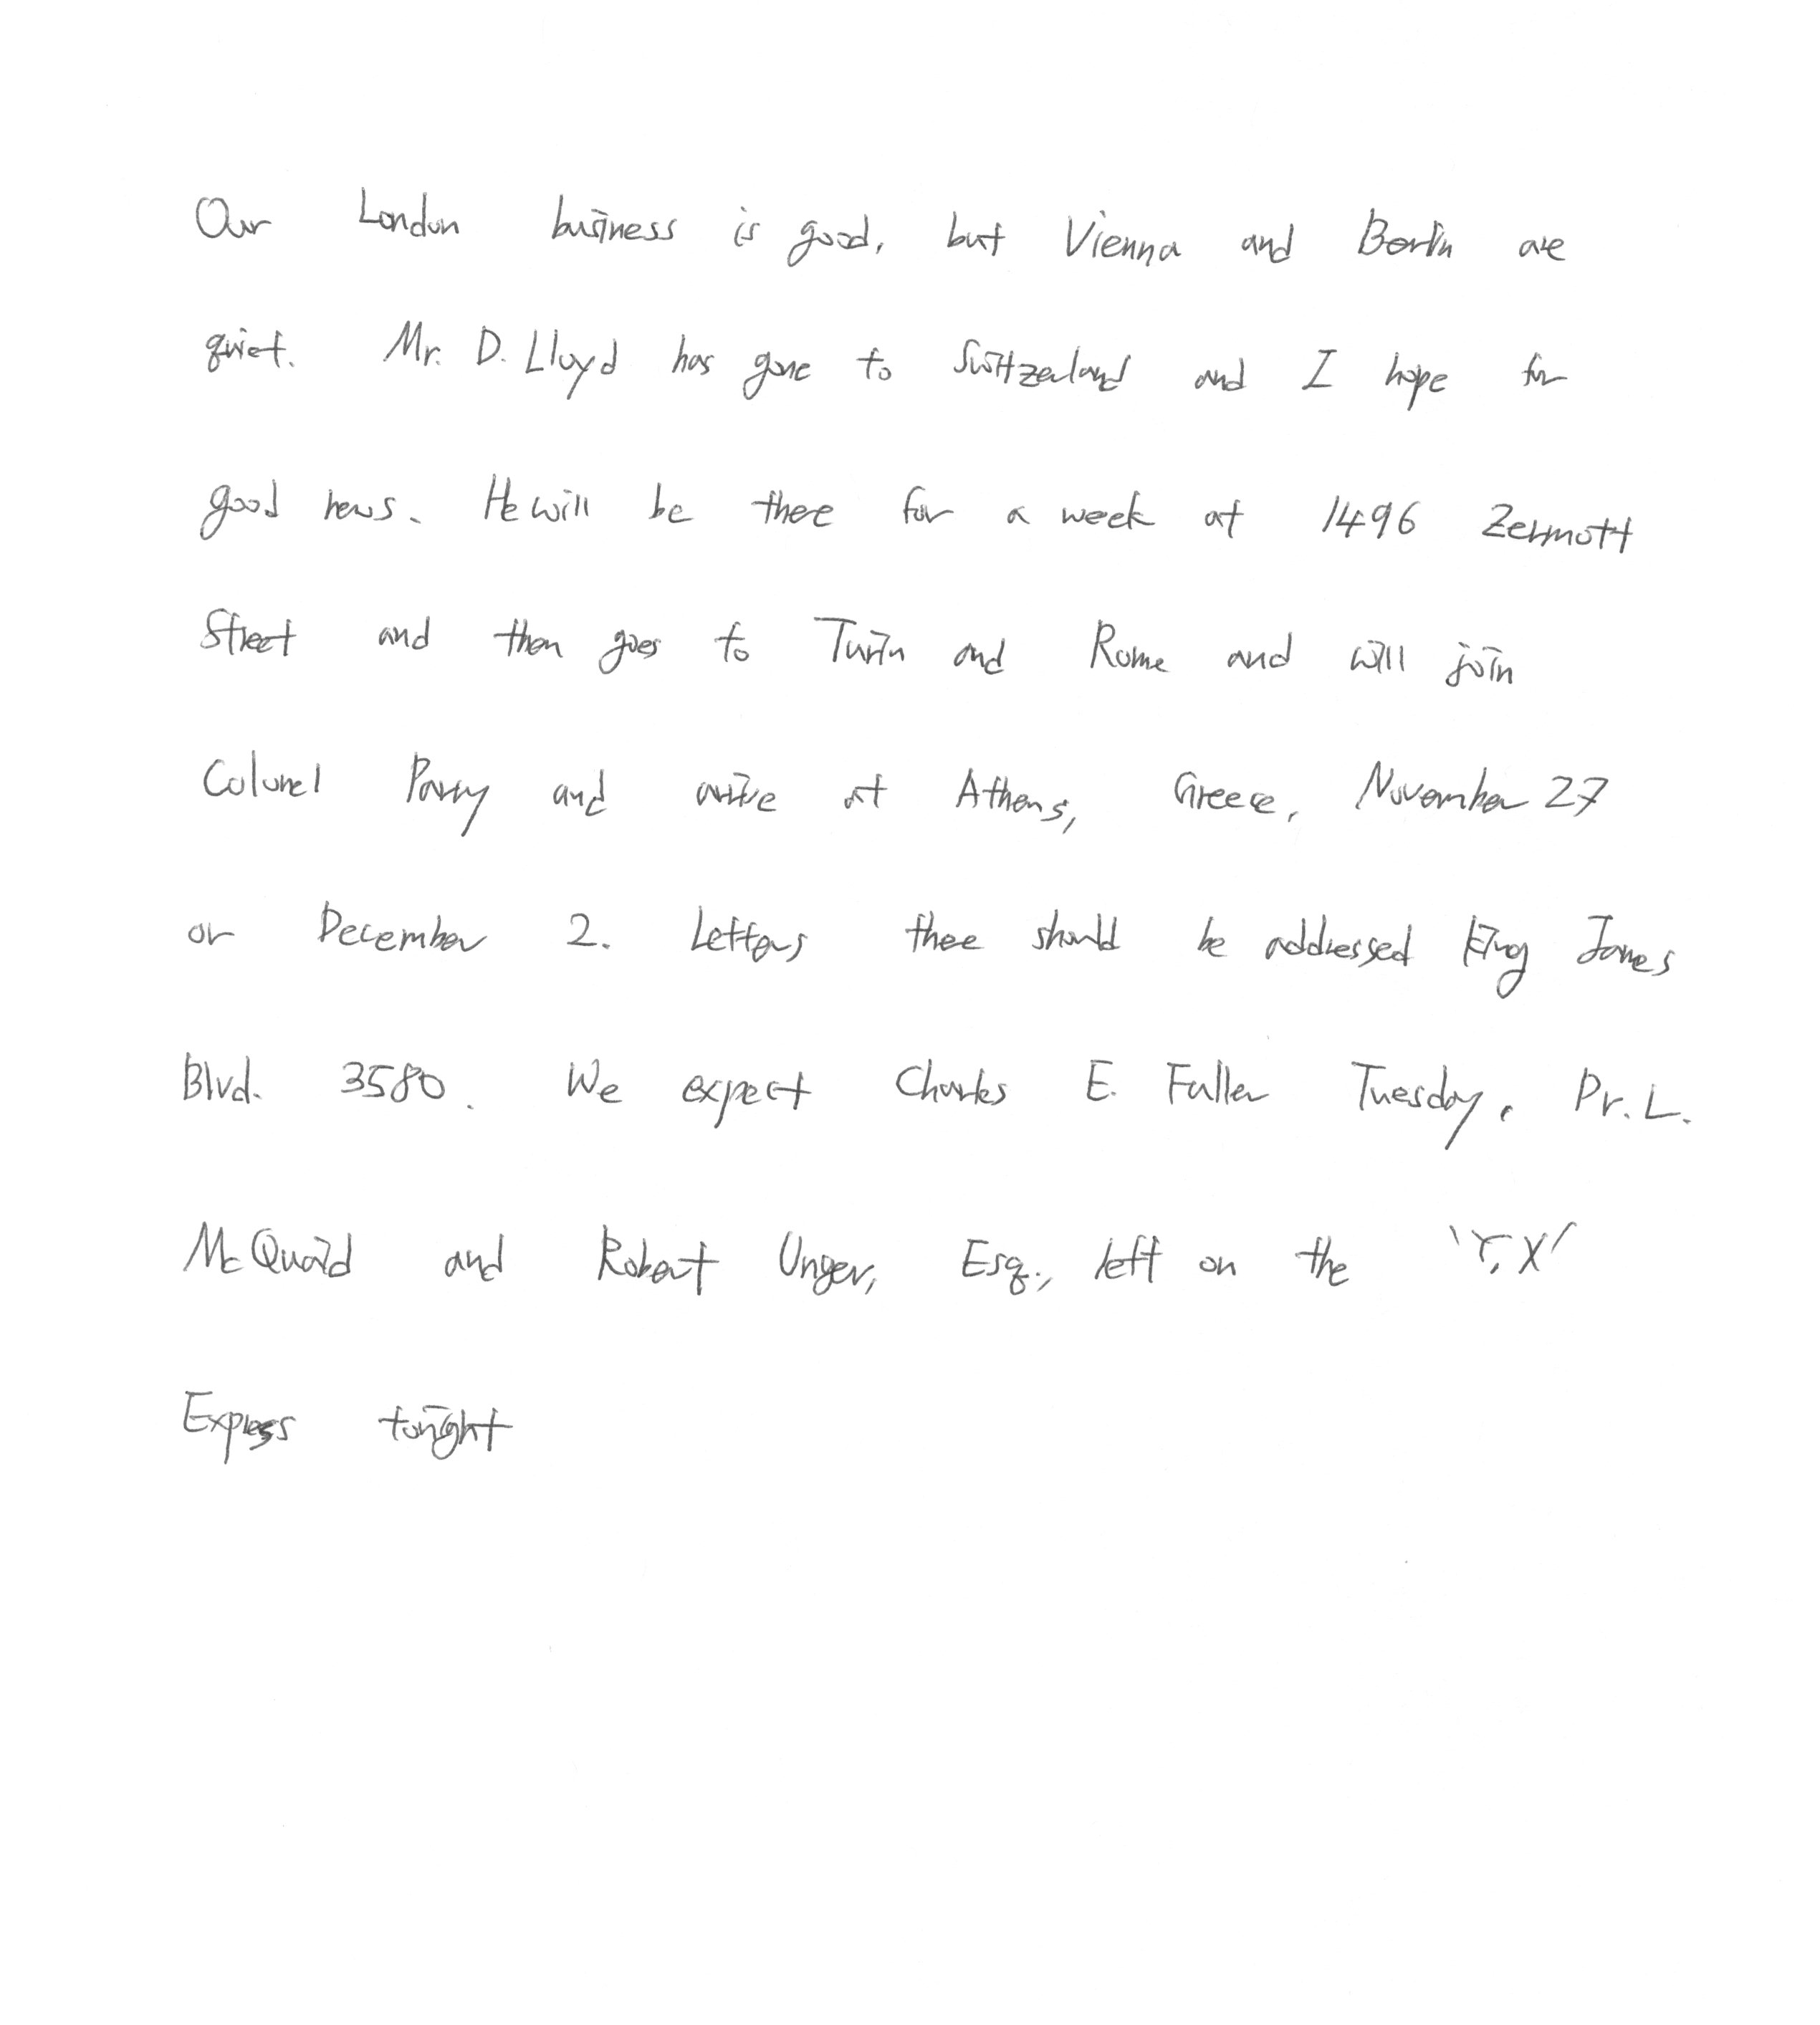 Our London business is good, but Vienna and Berlin are
quiet. Mr. D. Lloyd has gone to Switzerland and I hope for
good news. He will be there for a week at 1496 Zermott
Street and then goes to Turin and Rome and will join
Colonel Parry and arrive at Athens, Greece, November 27
or December 2. Letters there should be addressed King James
Blvd. 3580. We expect Charles E. Fuller Tuesday. Dr. L.
McQuaid and Robert Unger, Esq., left on the 'Y, X'
Express tonight